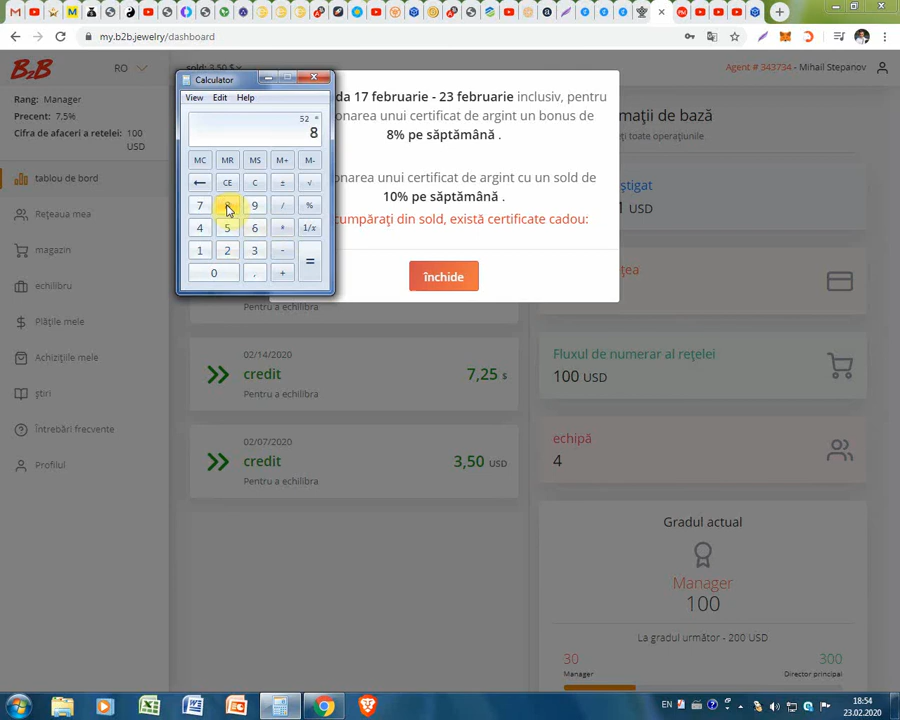 my.b2b.jewelry/dashboard
B2B
RO
sold: 3,50 $
Agent # 343734 - Mihail Stepanov
Rang: Manager
Precent: 7,5%
Cifra de afaceri a retelei: 100
USD
tablou de bord
Rețeaua mea
magazin
echilibru
Plățile mele
Achizițiile mele
știri
Întrebări frecvente
Profilul
Calculator
View Edit Help
52 *
8
MC MR MS M+ M-
← CE C ± √
7 8 9 / %
4 5 6 * 1/x
1 2 3 - =
0 , +
da 17 februarie - 23 februarie inclusiv, pentru
onarea unui certificat de argint un bonus de
8% pe săptămână .
onarea unui certificat de argint cu un sold de
10% pe săptămână .
cumpărați din sold, există certificate cadou:
închide
Pentru a echilibra
02/14/2020
credit
7,25 $
Pentru a echilibra
02/07/2020
credit
3,50 USD
Pentru a echilibra
mații de bază
toate operațiunile
știgat
1 USD
ețea
Fluxul de numerar al rețelei
100 USD
echipă
4
Gradul actual
Manager
100
La gradul următor - 200 USD
30
300
Manager
Director principal
EN
18:54
23.02.2020